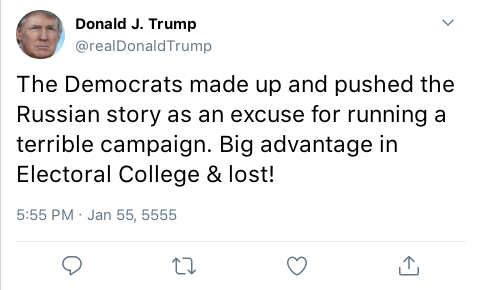 Donald J. Trump
@realDonaldTrump
The Democrats made up and pushed the
Russian story as an excuse for running a
terrible campaign. Big advantage in
Electoral College & lost!
5:55 PM · Jan 55, 5555